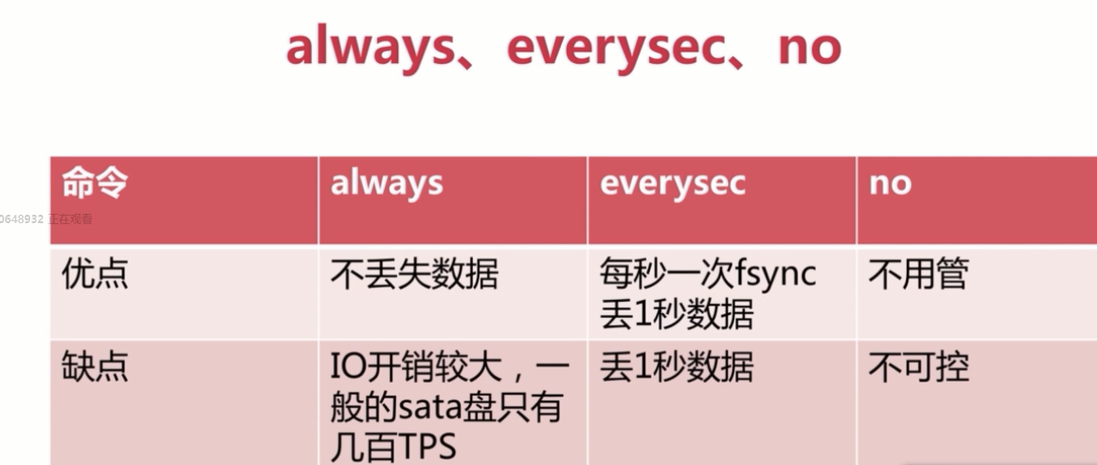 always、everysec、no
命令 always everysec no
0648932 正在观看
优点 不丢失数据 每秒一次fsync 不用管
丢1秒数据
缺点 IO开销较大，一 丢1秒数据 不可控
般的sata盘只有
几百TPS